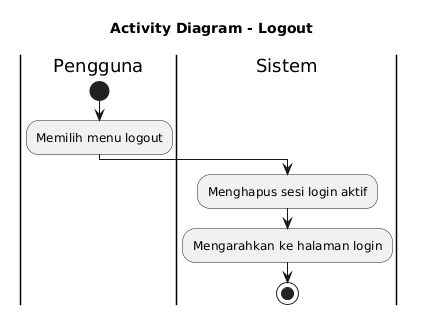 Activity Diagram - Logout
Pengguna
Sistem
Memilih menu logout
Menghapus sesi login aktif
Mengarahkan ke halaman login